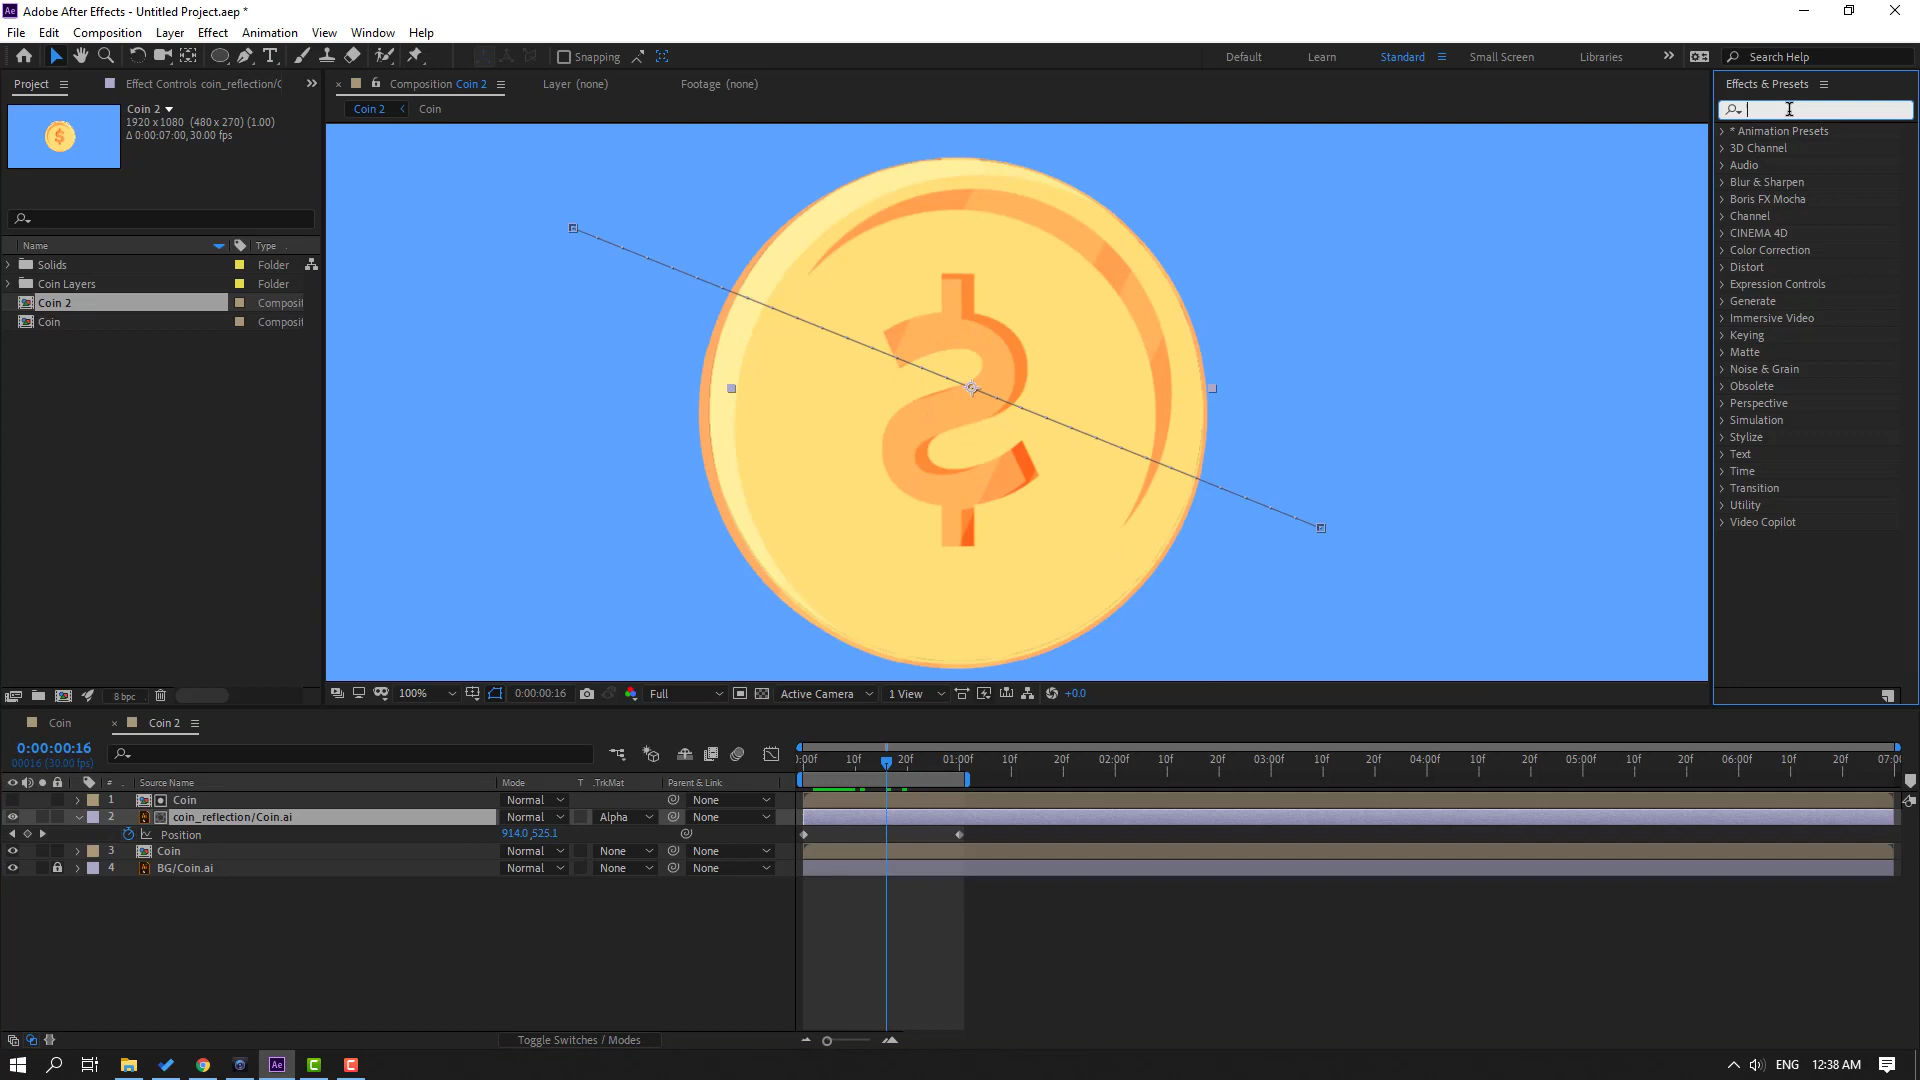 Ae Adobe After Effects - Untitled Project.aep *
File Edit Composition Layer Effect Animation View Window Help
Snapping Default Learn Standard Small Screen Libraries Search Help
Project Effect Controls coin_reflection/C
Composition Coin 2 Layer (none) Footage (none)
Coin 2 Coin
Coin 2
1920 x 1080 (480 x 270) (1.00)
Δ 0:00:07:00, 30.00 fps
Name Type
Solids Folder
Coin Layers Folder
Coin 2 Composit
Coin Composit
8 bpc
100% 0:00:00:16 Full Active Camera 1 View +0.0
Effects & Presets
* Animation Presets
3D Channel
Audio
Blur & Sharpen
Boris FX Mocha
Channel
CINEMA 4D
Color Correction
Distort
Expression Controls
Generate
Immersive Video
Keying
Matte
Noise & Grain
Obsolete
Perspective
Simulation
Stylize
Text
Time
Transition
Utility
Video Copilot
Coin Coin 2
0:00:00:16
00016 (30.00 fps)
# Source Name Mode T .TrkMat Parent & Link
1 Coin Normal None
2 coin_reflection/Coin.ai Normal Alpha None
Position 914.0,525.1
3 Coin Normal None None
4 BG/Coin.ai Normal None None
:00f 10f 20f 01:00f 10f 20f 02:00f 10f 20f 03:00f 10f 20f 04:00f 10f 20f 05:00f 10f 20f 06:00f 10f 20f 07:0
Toggle Switches / Modes
Ae ENG 12:38 AM